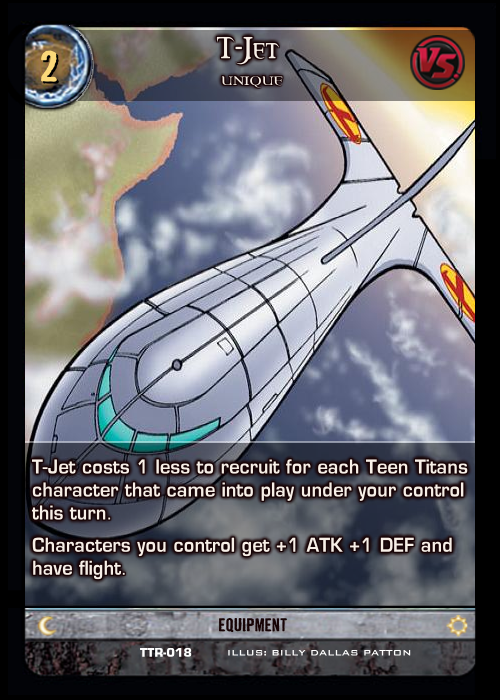 2
T-Jet
UNIQUE
VS
T-Jet costs 1 less to recruit for each Teen Titans
character that came into play under your control
this turn.
Characters you control get +1 ATK +1 DEF and
have flight.
EQUIPMENT
TTR-018 ILLUS: BILLY DALLAS PATTON